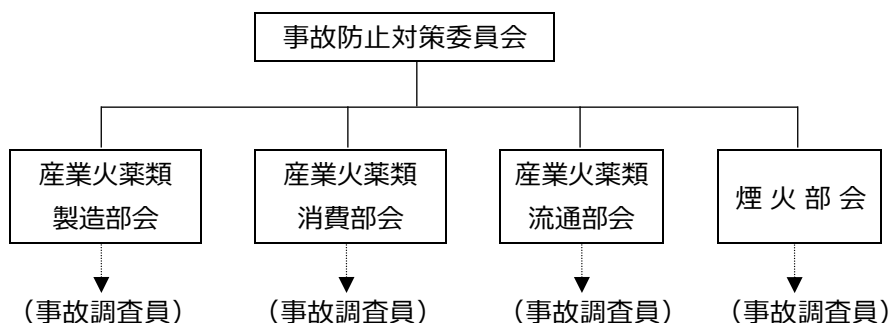 事故防止対策委員会
産業火薬類
製造部会
産業火薬類
消費部会
産業火薬類
流通部会
煙火部会
（事故調査員）
（事故調査員）
（事故調査員）
（事故調査員）